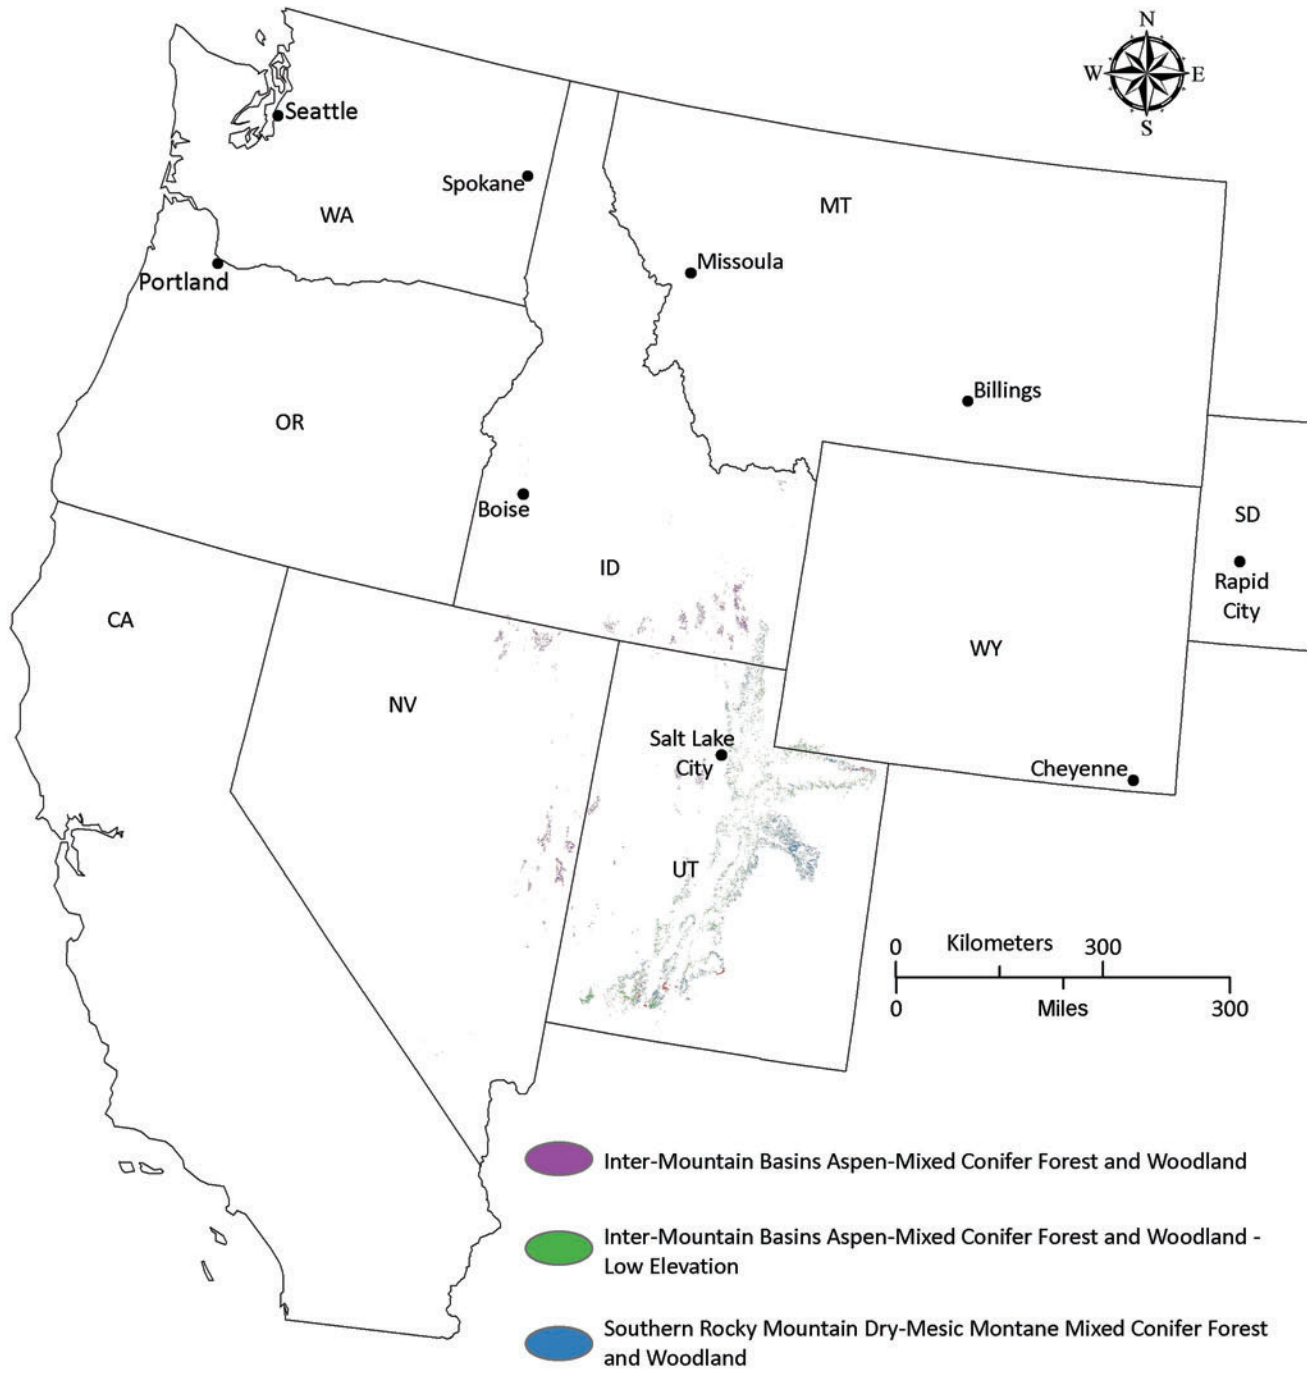 N
W E
S
Seattle
Spokane
WA
MT
Missoula
Portland
Billings
OR
Boise
SD
ID
Rapid
City
CA
WY
NV
Salt Lake
City
Cheyenne
UT
0 Kilometers 300
0 Miles 300
Inter-Mountain Basins Aspen-Mixed Conifer Forest and Woodland
Inter-Mountain Basins Aspen-Mixed Conifer Forest and Woodland -
Low Elevation
Southern Rocky Mountain Dry-Mesic Montane Mixed Conifer Forest
and Woodland